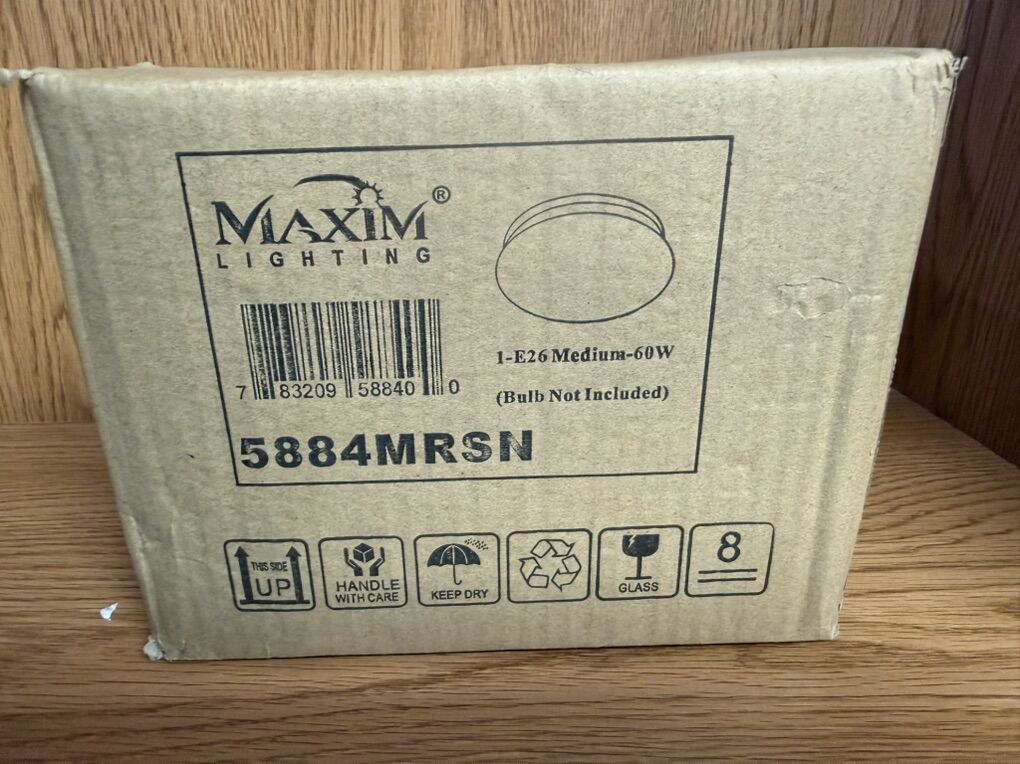 MAXIM®
LIGHTING
7 83209 58840 0
1-E26 Medium-60W
(Bulb Not Included)
5884MRSN
THIS SIDE
UP
HANDLE
WITH CARE
KEEP DRY
GLASS
8